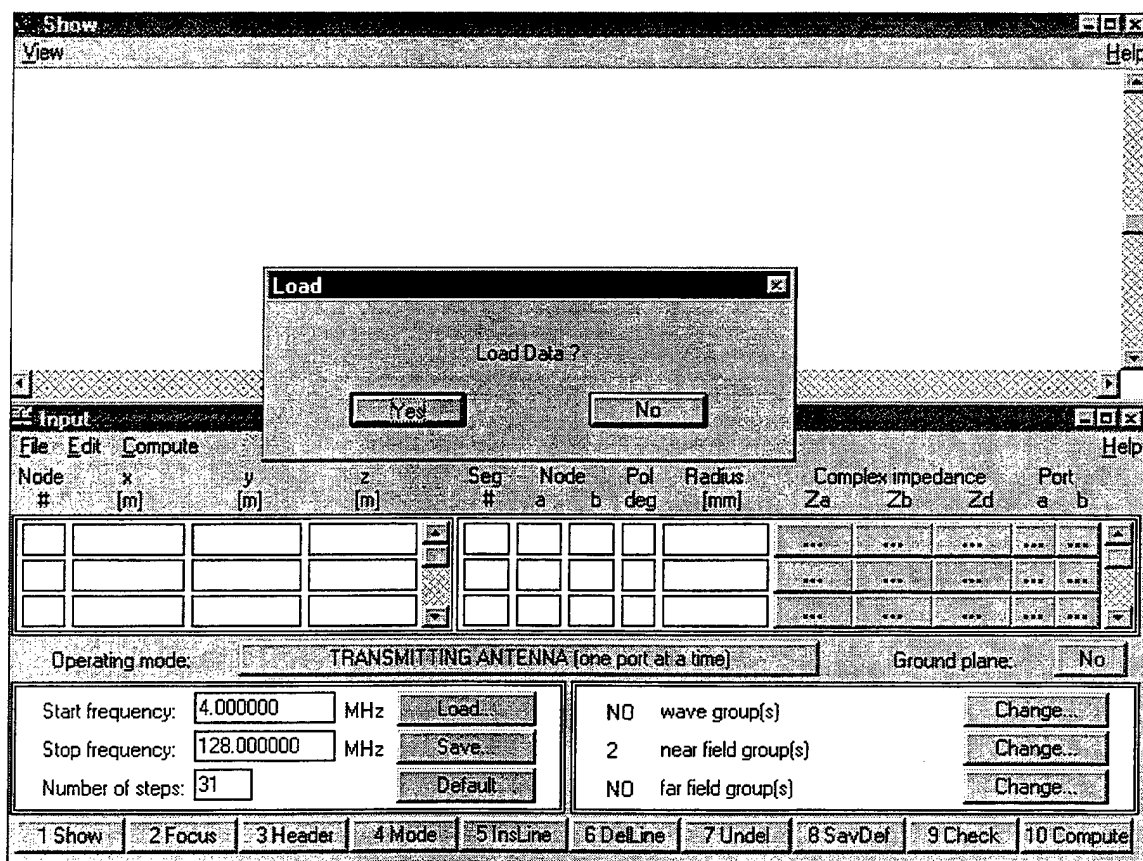 Show
View Help
Load
Load Data ?
Yes No
Input
File Edit Compute Help
Node x y z Seg Node Pol Radius Complex impedance Port
# [m] [m] [m] # a b deg [mm] Za Zb Zd a b
... ... ... ... ...
... ... ... ... ...
... ... ... ... ...
Operating mode: TRANSMITTING ANTENNA (one port at a time) Ground plane: No
Start frequency: 4.000000 MHz Load... NO wave group(s) Change...
Stop frequency: 128.000000 MHz Save... 2 near field group(s) Change...
Number of steps: 31 Default NO far field group(s) Change...
1 Show 2 Focus 3 Header 4 Mode 5 InsLine 6 DelLine 7 Undel 8 SavDef 9 Check 10 Compute